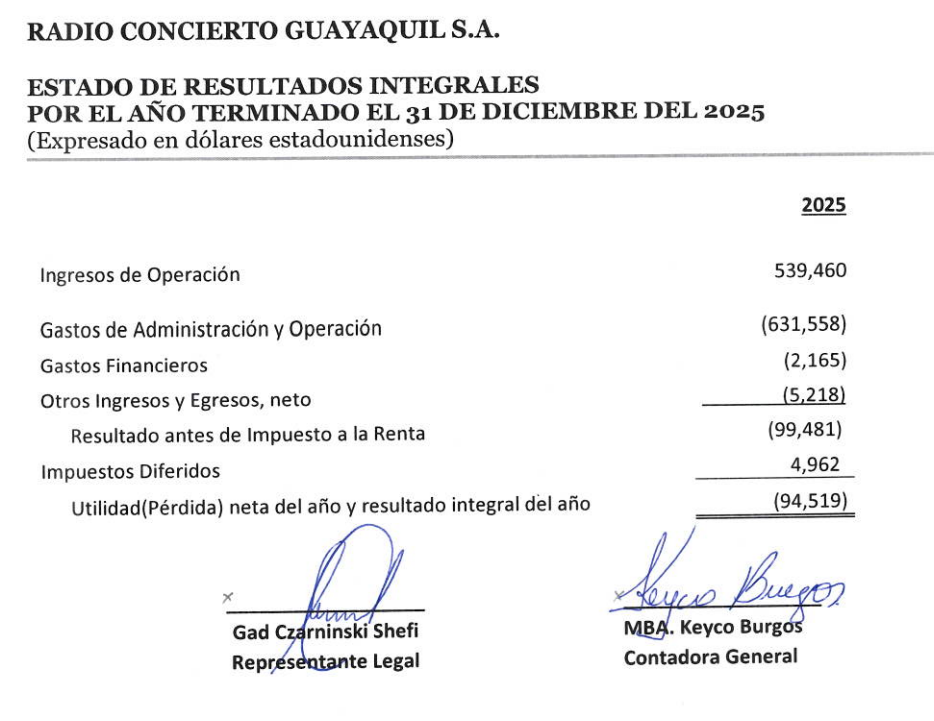 RADIO CONCIERTO GUAYAQUIL S.A.
ESTADO DE RESULTADOS INTEGRALES
POR EL AÑO TERMINADO EL 31 DE DICIEMBRE DEL 2025
(Expresado en dólares estadounidenses)
2025
Ingresos de Operación 539,460
Gastos de Administración y Operación (631,558)
Gastos Financieros (2,165)
Otros Ingresos y Egresos, neto (5,218)
Resultado antes de Impuesto a la Renta (99,481)
Impuestos Diferidos 4,962
Utilidad(Pérdida) neta del año y resultado integral del año (94,519)
x x Keyco Burgos
Gad Czarninski Shefi MBA. Keyco Burgos
Representante Legal Contadora General